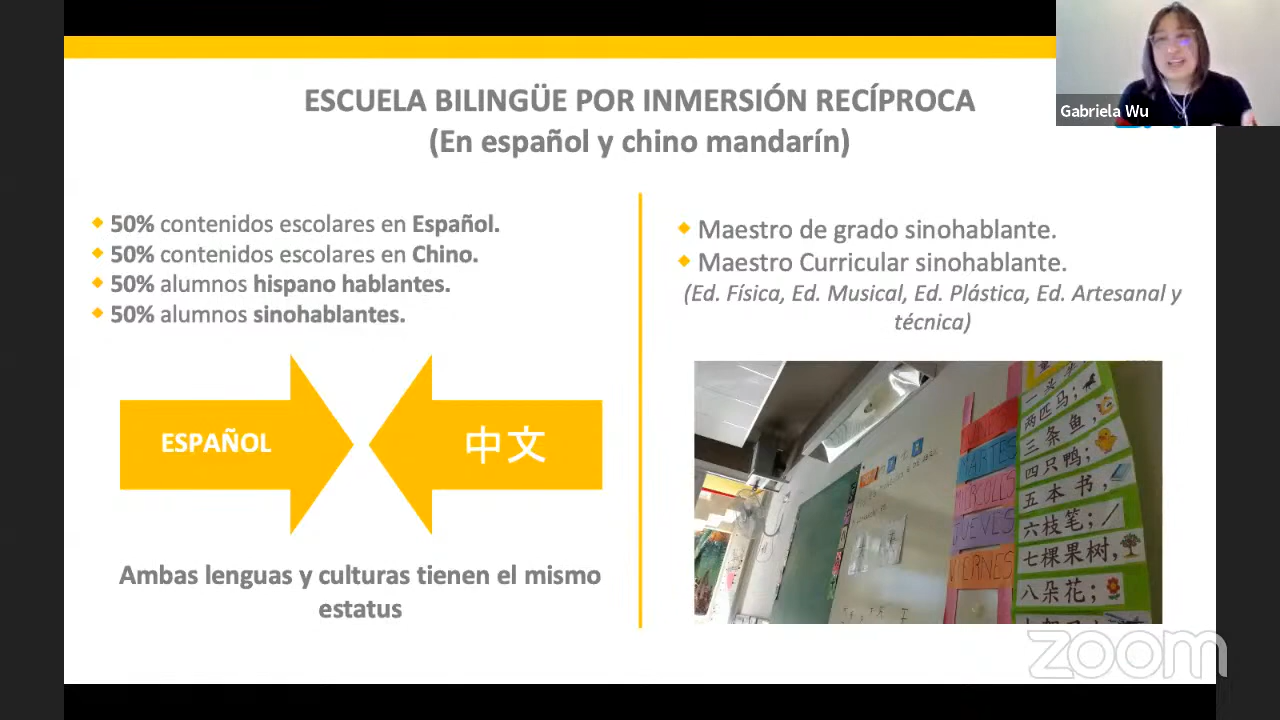 ESCUELA BILINGÜE POR INMERSIÓN RECÍPROCA
(En español y chino mandarín)
Gabriela Wu
50% contenidos escolares en Español.
50% contenidos escolares en Chino.
50% alumnos hispano hablantes.
50% alumnos sinohablantes.
ESPAÑOL
中文
Ambas lenguas y culturas tienen el mismo
estatus
Maestro de grado sinohablante.
Maestro Curricular sinohablante.
(Ed. Física, Ed. Musical, Ed. Plástica, Ed. Artesanal y
técnica)
MARTES
MIERCOLES
JUEVES
VIERNES
两匹马；
三条鱼，
四只鸭；
五本书，
六枝笔；
七棵果树，
八朵花；
zoom